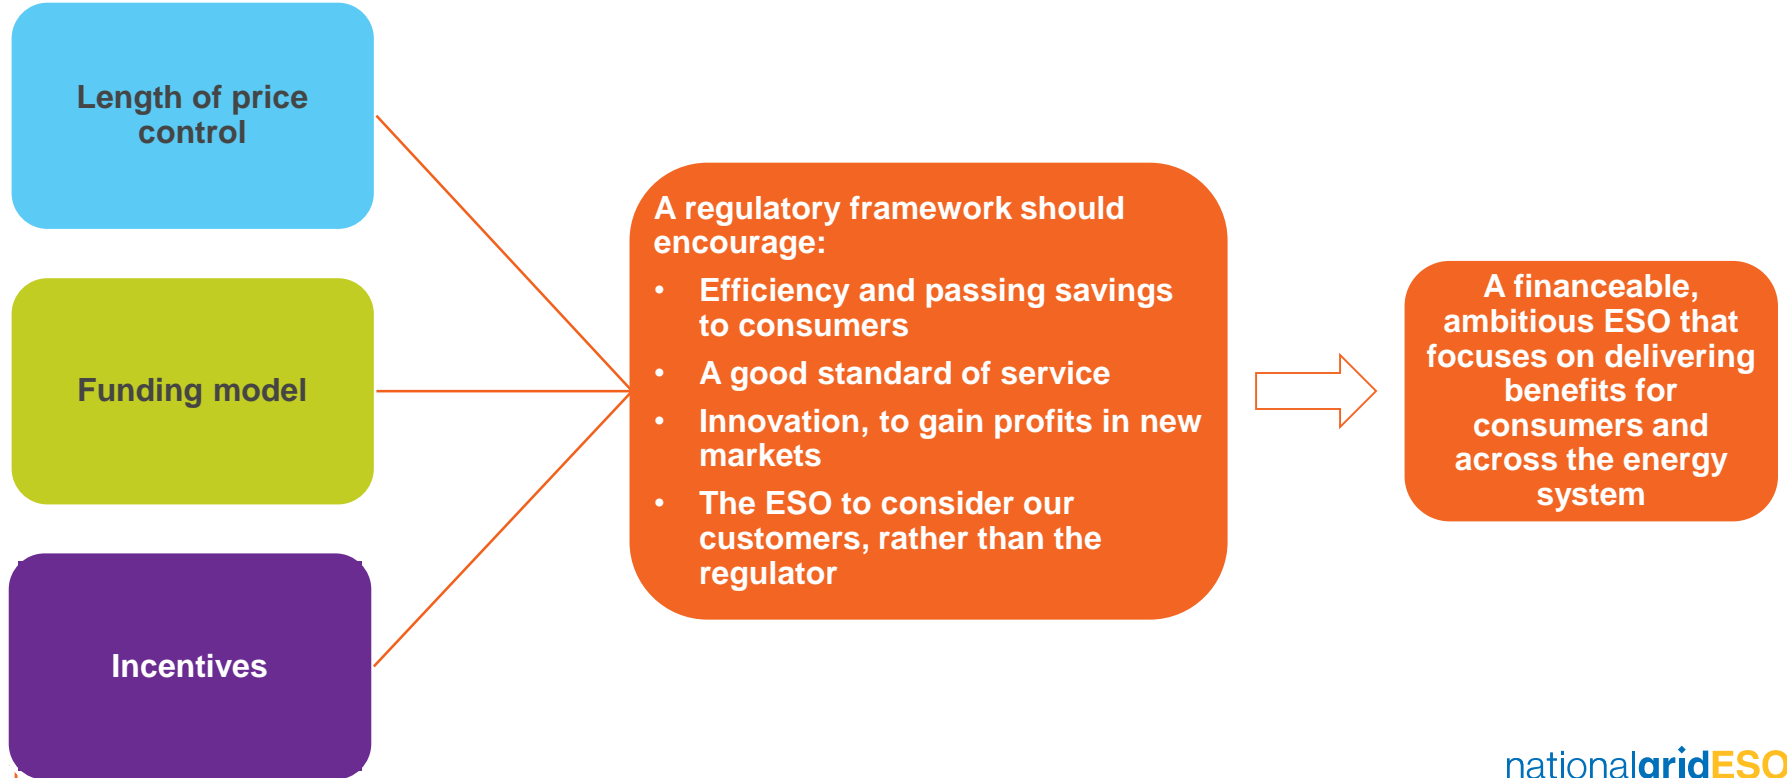 Length of price
control
Funding model
Incentives
A regulatory framework should
encourage:
• Efficiency and passing savings
to consumers
• A good standard of service
• Innovation, to gain profits in new
markets
• The ESO to consider our
customers, rather than the
regulator
A financeable,
ambitious ESO that
focuses on delivering
benefits for
consumers and
across the energy
system
nationalgridESO